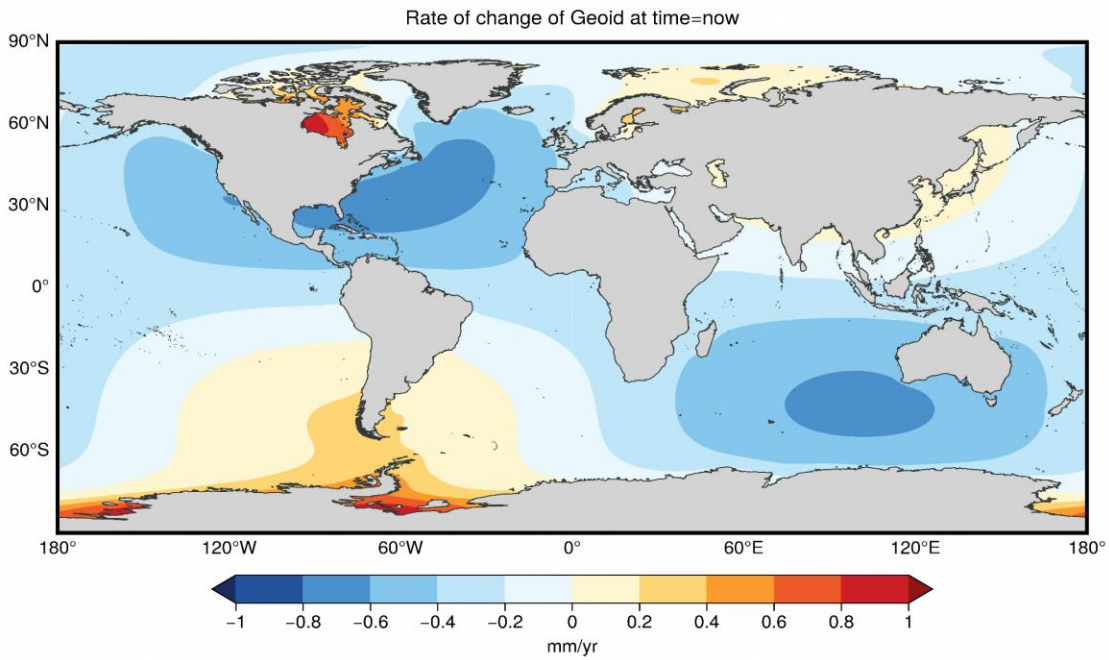 Rate of change of Geoid at time=now
90°N
60°N
30°N
0°
30°S
60°S
180° 120°W 60°W 0° 60°E 120°E 180°
−1 −0.8 −0.6 −0.4 −0.2 0 0.2 0.4 0.6 0.8 1
mm/yr